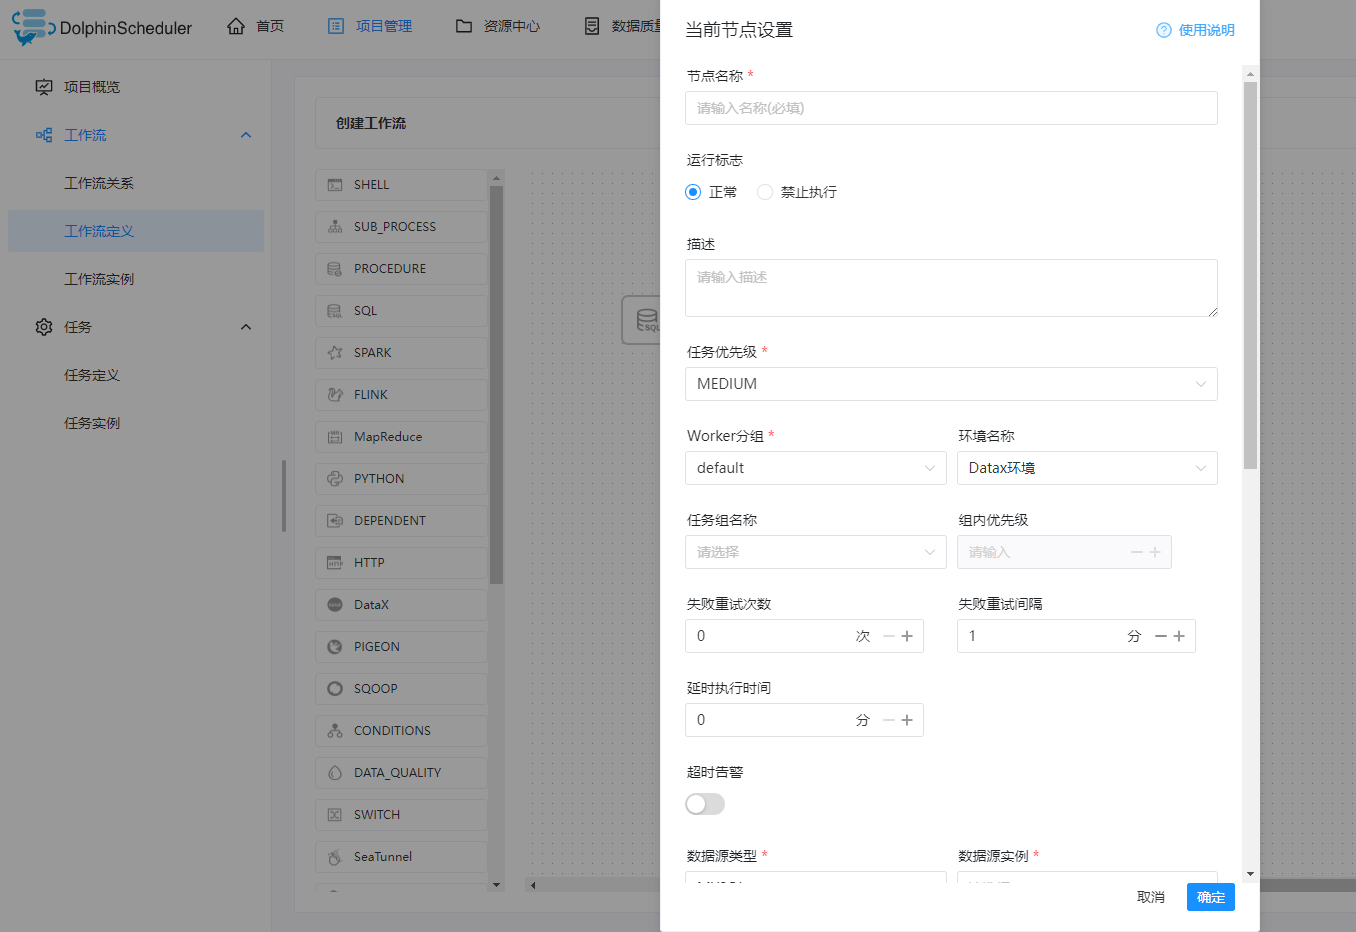 DolphinScheduler
首页
项目管理
资源中心
数据质
项目概览
工作流
工作流关系
工作流定义
工作流实例
任务
任务定义
任务实例
创建工作流
SHELL
SUB_PROCESS
PROCEDURE
SQL
SPARK
FLINK
MapReduce
PYTHON
DEPENDENT
HTTP
DataX
PIGEON
SQOOP
CONDITIONS
DATA_QUALITY
SWITCH
SeaTunnel
SQL
当前节点设置
使用说明
节点名称 *
请输入名称(必填)
运行标志
正常
禁止执行
描述
请输入描述
任务优先级 *
MEDIUM
Worker分组 *
环境名称
default
Datax环境
任务组名称
组内优先级
请选择
请输入
失败重试次数
失败重试间隔
0 次
1 分
延时执行时间
0 分
超时告警
数据源类型 *
数据源实例 *
取消
确定